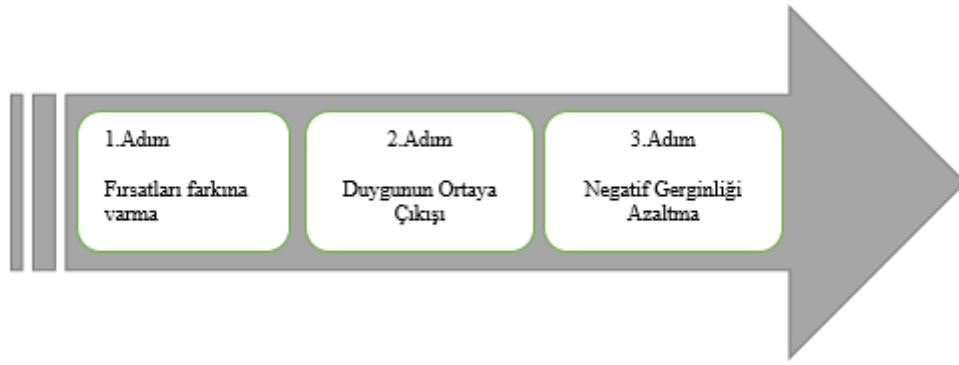 1.Adım
Fırsatları farkına
varma
2.Adım
Duygunun Ortaya
Çıkışı
3.Adım
Negatif Gerginliği
Azaltma